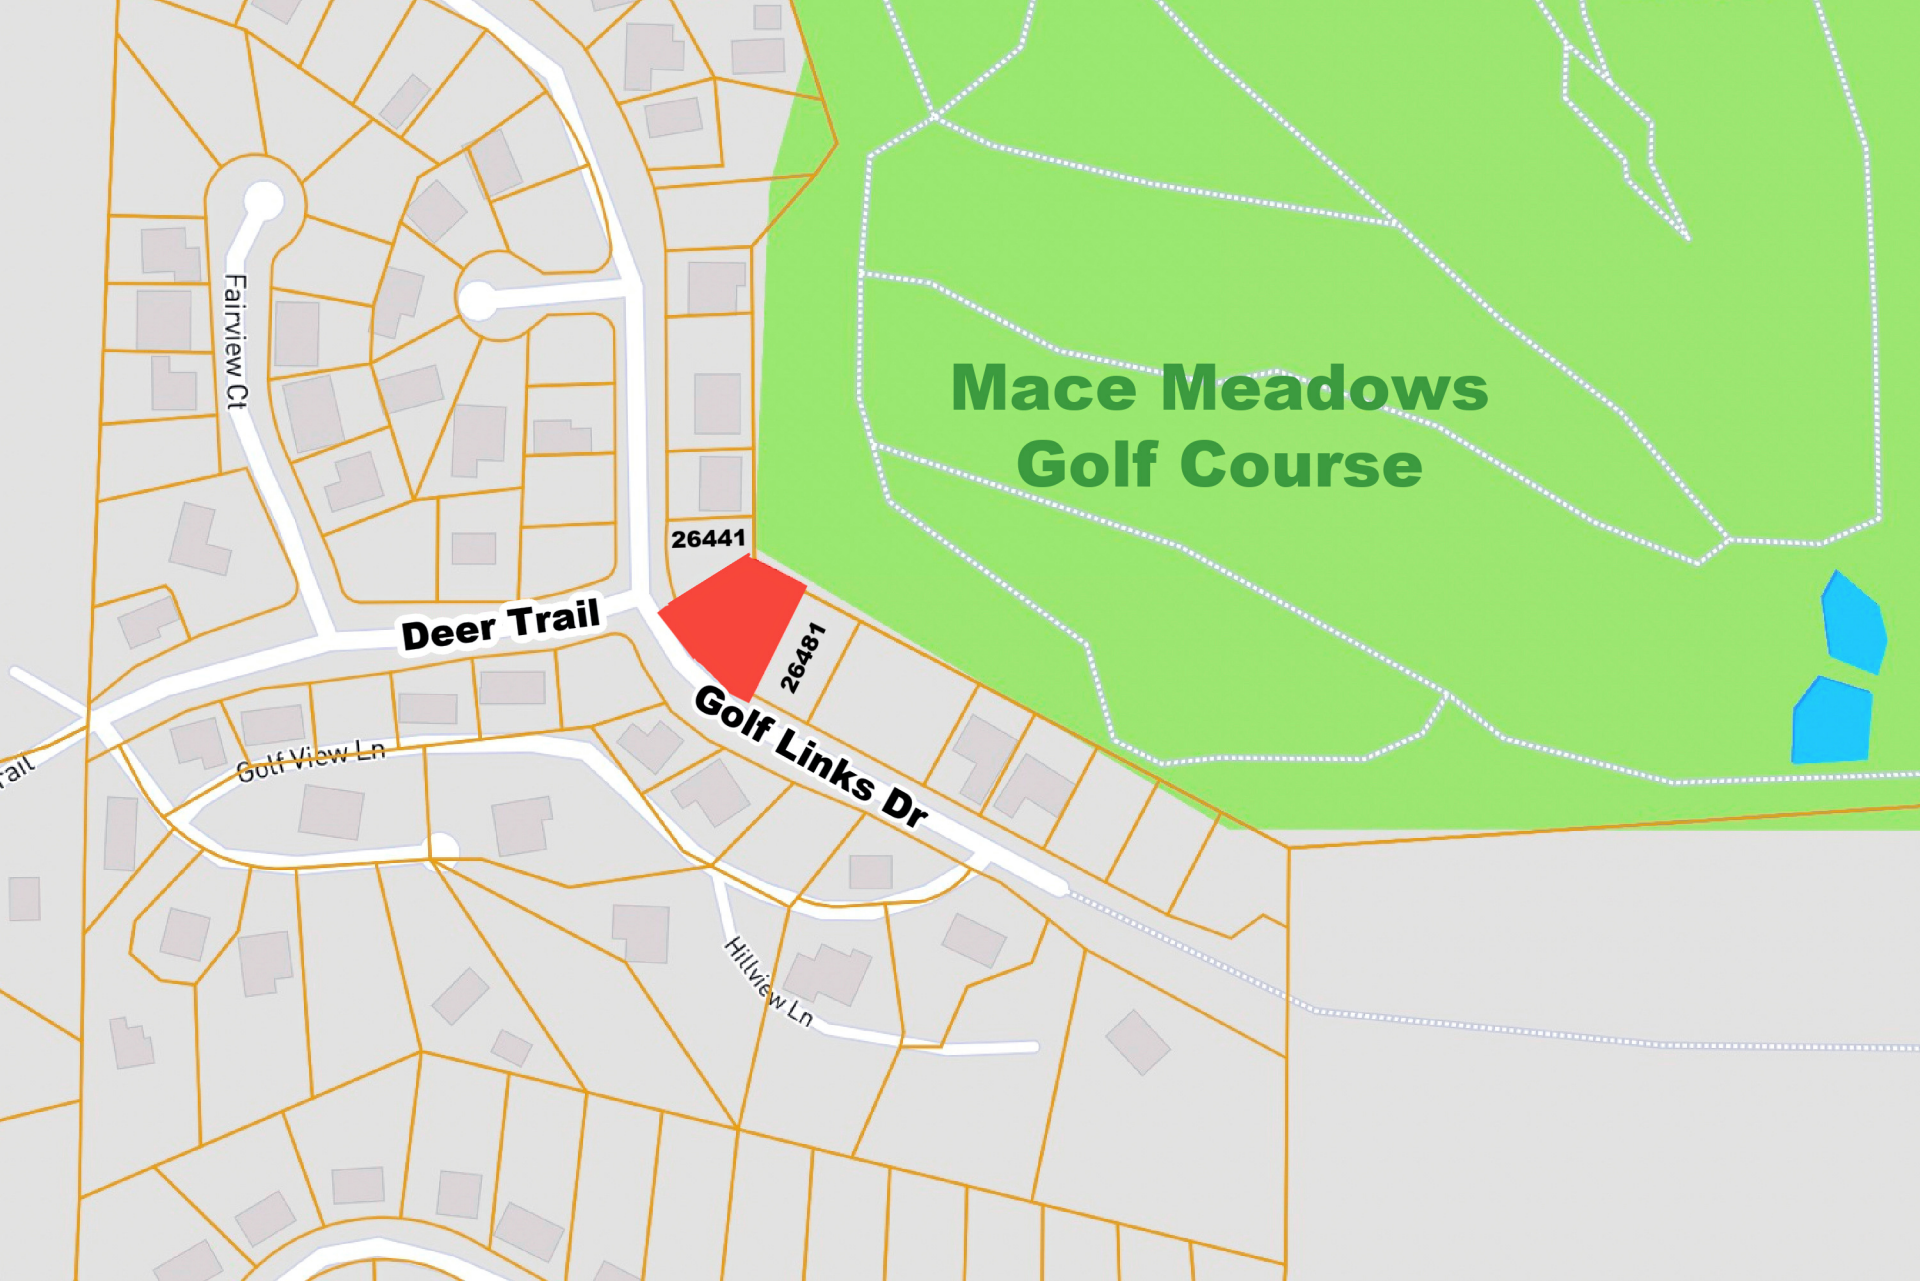 Fairview Ct
Mace Meadows
Golf Course
26441
Deer Trail
26481
Golf Links Dr
Golf View Ln
Hillview Ln